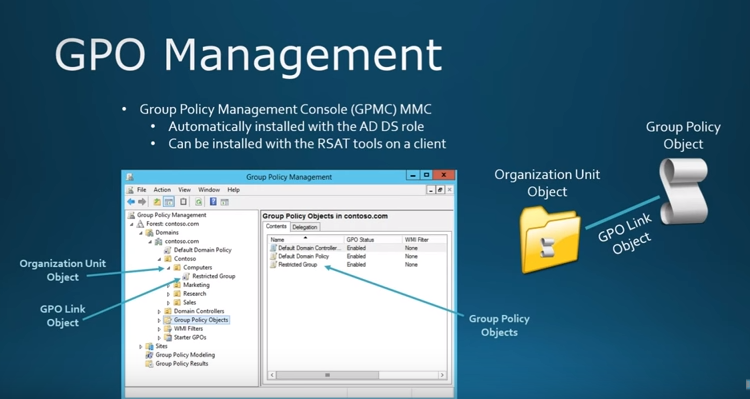 GPO Management
• Group Policy Management Console (GPMC) MMC
• Automatically installed with the AD DS role
• Can be installed with the RSAT tools on a client
Group Policy
Object
Organization Unit
Object
GPO Link
Object
Group Policy Management
File Action View Window Help
Group Policy Management
Forest: contoso.com
Domains
contoso.com
Default Domain Policy
Contoso
Computers
Restricted Group
Marketing
Research
Sales
Domain Controllers
Group Policy Objects
WMI Filters
Starter GPOs
Sites
Group Policy Modeling
Group Policy Results
Group Policy Objects in contoso.com
Contents Delegation
Name GPO Status WMI Filter
Default Domain Controller... Enabled None
Default Domain Policy Enabled None
Restricted Group Enabled None
Organization Unit
Object
GPO Link
Object
Group Policy
Objects